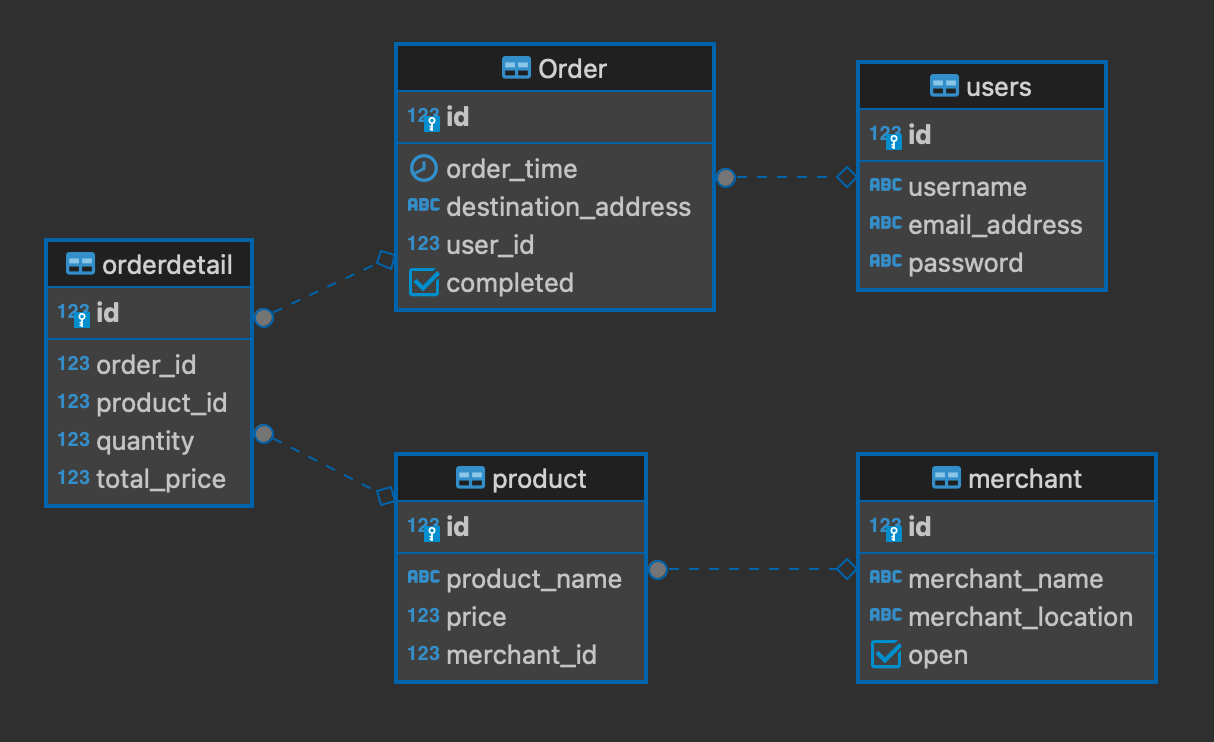 Order
123 id
order_time
ABC destination_address
123 user_id
completed
users
123 id
ABC username
ABC email_address
ABC password
orderdetail
123 id
123 order_id
123 product_id
123 quantity
123 total_price
product
123 id
ABC product_name
123 price
123 merchant_id
merchant
123 id
ABC merchant_name
ABC merchant_location
open